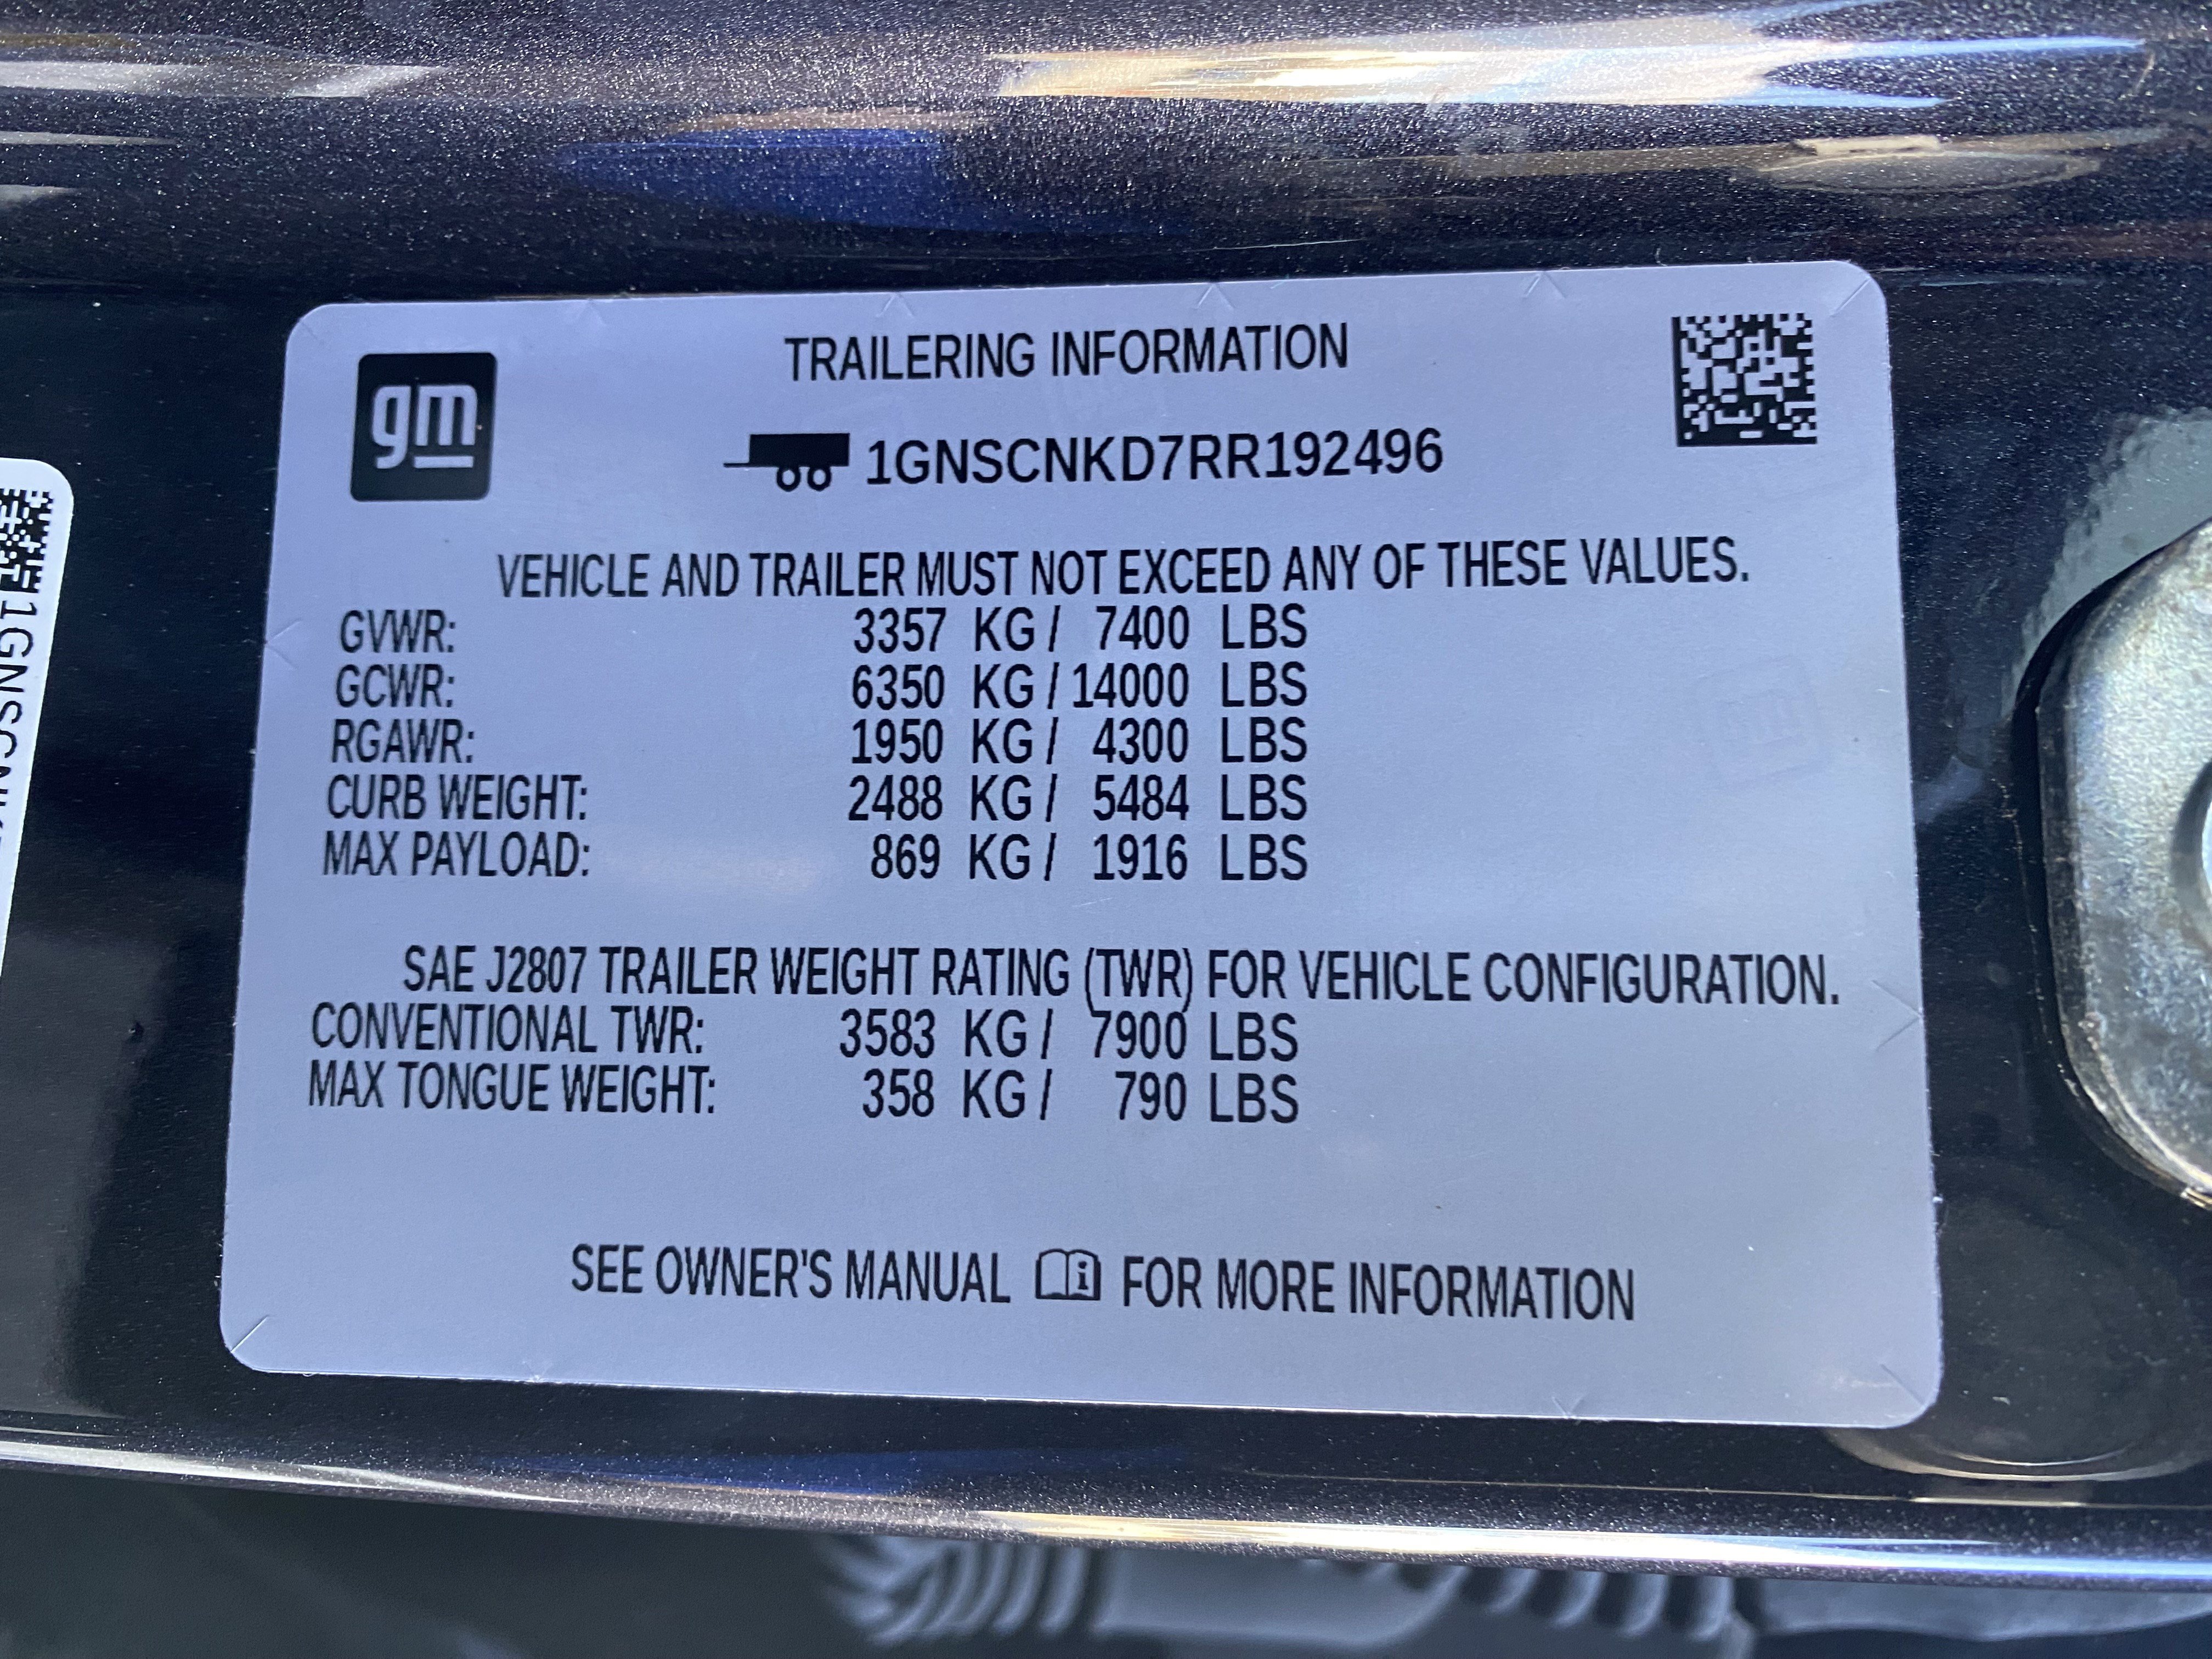 gm
TRAILERING INFORMATION
1GNSCNKD7RR192496
VEHICLE AND TRAILER MUST NOT EXCEED ANY OF THESE VALUES.
GVWR: 3357 KG / 7400 LBS
GCWR: 6350 KG / 14000 LBS
RGAWR: 1950 KG / 4300 LBS
CURB WEIGHT: 2488 KG / 5484 LBS
MAX PAYLOAD: 869 KG / 1916 LBS
SAE J2807 TRAILER WEIGHT RATING (TWR) FOR VEHICLE CONFIGURATION.
CONVENTIONAL TWR: 3583 KG / 7900 LBS
MAX TONGUE WEIGHT: 358 KG / 790 LBS
SEE OWNER'S MANUAL FOR MORE INFORMATION